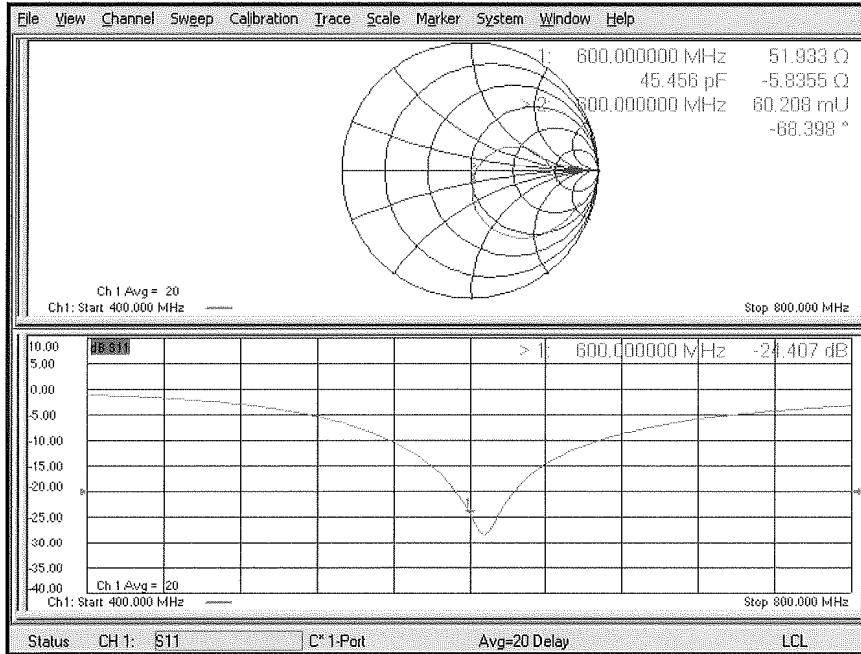 File View Channel Sweep Calibration Trace Scale Marker System Window Help
1: 600.000000 MHz 51.933 Ω
45.456 pF -5.8355 Ω
> 2: 600.000000 MHz 60.208 mU
-68.398 °
Ch 1 Avg = 20
Ch1: Start 400.000 MHz
Stop 800.000 MHz
10.00
dB S11
> 1: 600.000000 MHz -24.407 dB
5.00
0.00
-5.00
-10.00
-15.00
-20.00
-25.00
-30.00
-35.00
-40.00
1
Ch 1 Avg = 20
Ch1: Start 400.000 MHz
Stop 800.000 MHz
Status CH 1: S11 C* 1-Port Avg=20 Delay LCL